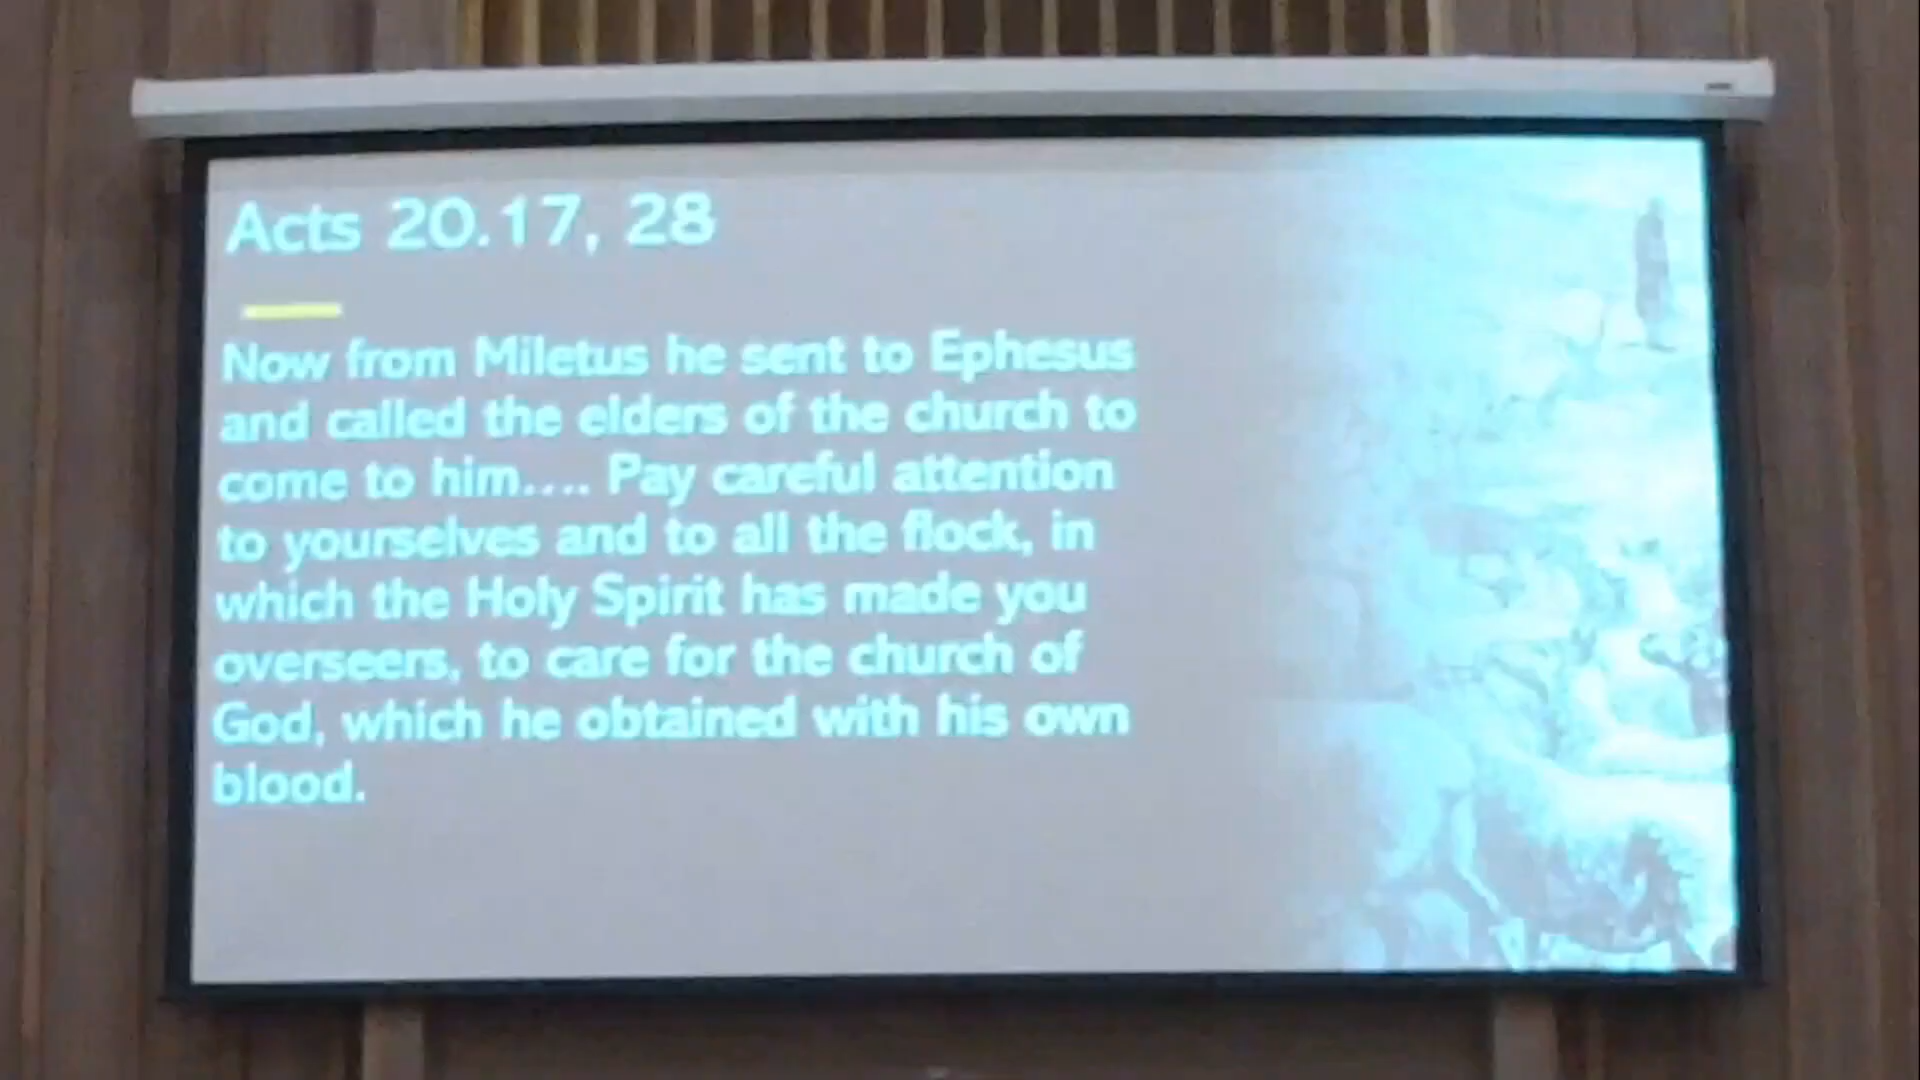 Acts 20.17, 28
Now from Miletus he sent to Ephesus
and called the elders of the church to
come to him.... Pay careful attention
to yourselves and to all the flock, in
which the Holy Spirit has made you
overseers, to care for the church of
God, which he obtained with his own
blood.